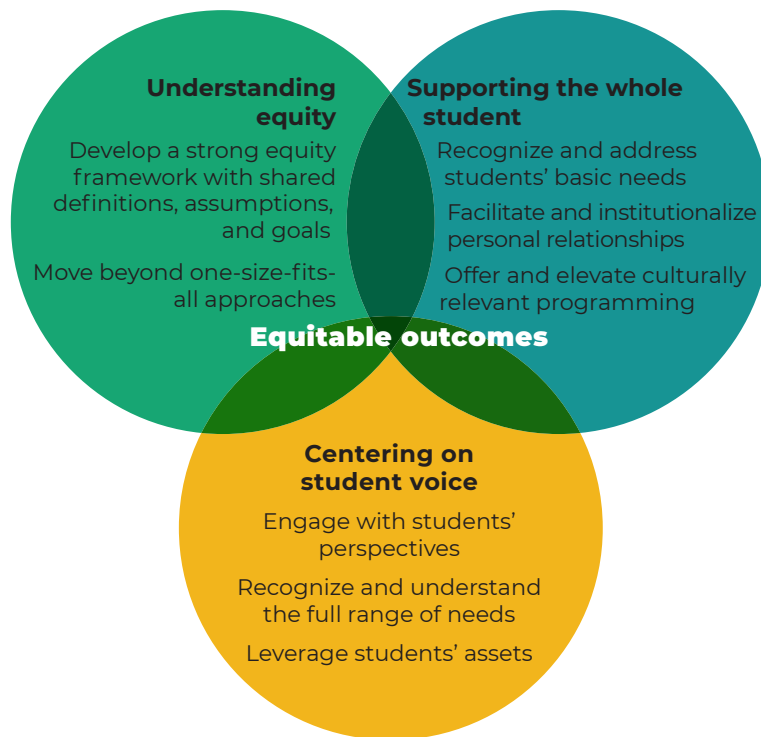 Understanding
equity
Develop a strong equity
framework with shared
definitions, assumptions,
and goals
Move beyond one-size-fits-
all approaches
Supporting the whole
student
Recognize and address
students’ basic needs
Facilitate and institutionalize
personal relationships
Offer and elevate culturally
relevant programming
Equitable outcomes
Centering on
student voice
Engage with students’
perspectives
Recognize and understand
the full range of needs
Leverage students’ assets